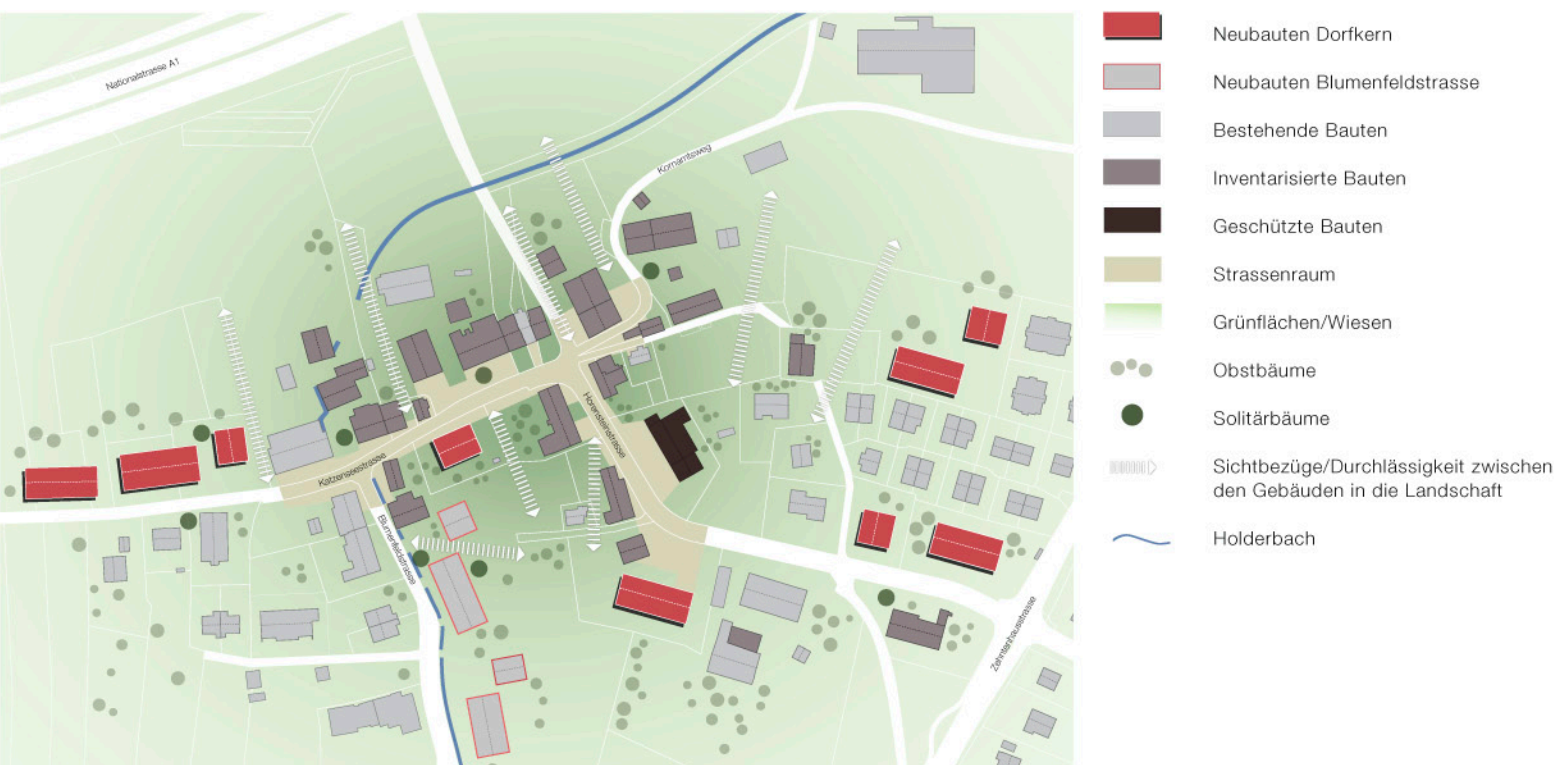 Nationalstrasse A1
Kornamtsweg
Horensteinstrasse
Katzenseestrasse
Blumenfeldstrasse
Zehntenhausstrasse
Neubauten Dorfkern
Neubauten Blumenfeldstrasse
Bestehende Bauten
Inventarisierte Bauten
Geschützte Bauten
Strassenraum
Grünflächen/Wiesen
Obstbäume
Solitärbäume
Sichtbezüge/Durchlässigkeit zwischen
den Gebäuden in die Landschaft
Holderbach